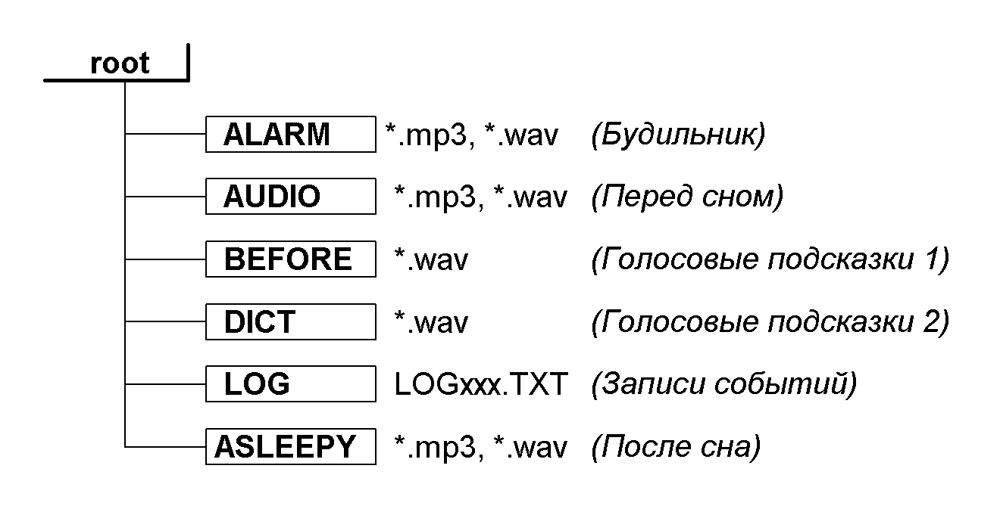 root
ALARM *.mp3, *.wav (Будильник)
AUDIO *.mp3, *.wav (Перед сном)
BEFORE *.wav (Голосовые подсказки 1)
DICT *.wav (Голосовые подсказки 2)
LOG LOGxxx.TXT (Записи событий)
ASLEEPY *.mp3, *.wav (После сна)